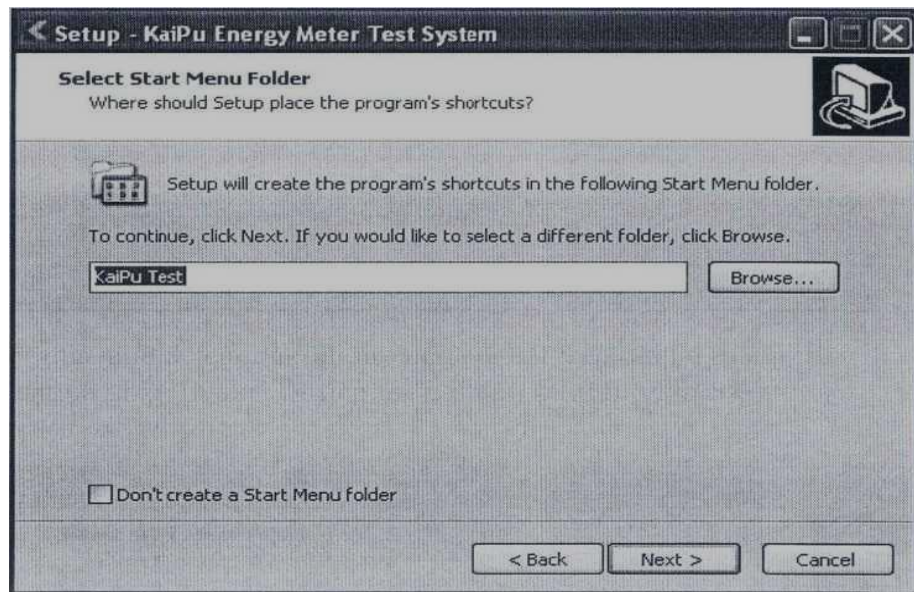 Setup - KaiPu Energy Meter Test System
Select Start Menu Folder
Where should Setup place the program's shortcuts?
Setup will create the program's shortcuts in the following Start Menu folder.
To continue, click Next. If you would like to select a different folder, click Browse.
KaiPu Test
Browse...
Don't create a Start Menu folder
< Back
Next >
Cancel